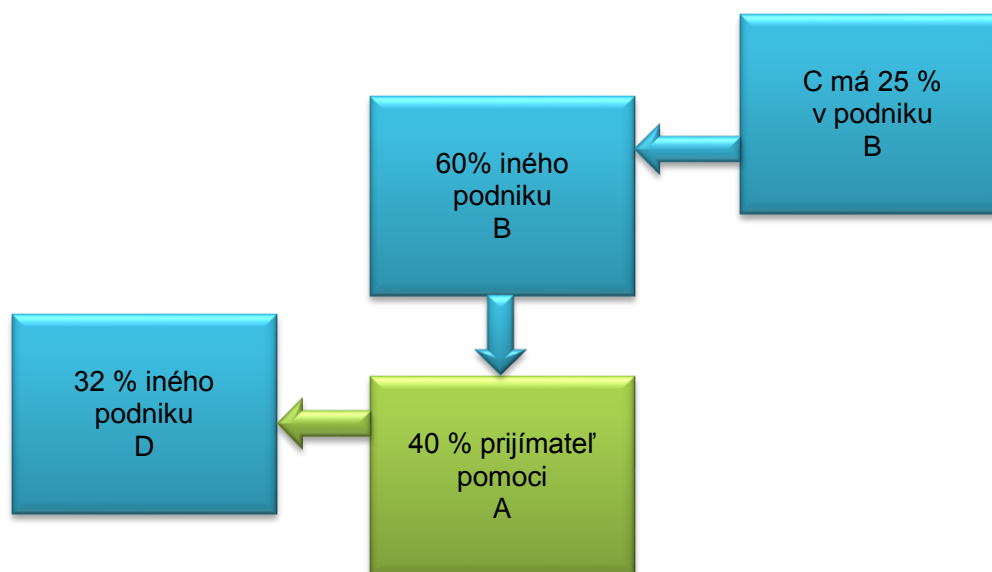 C má 25 %
v podniku
B
60% iného
podniku
B
32 % iného
podniku
D
40 % prijímateľ
pomoci
A